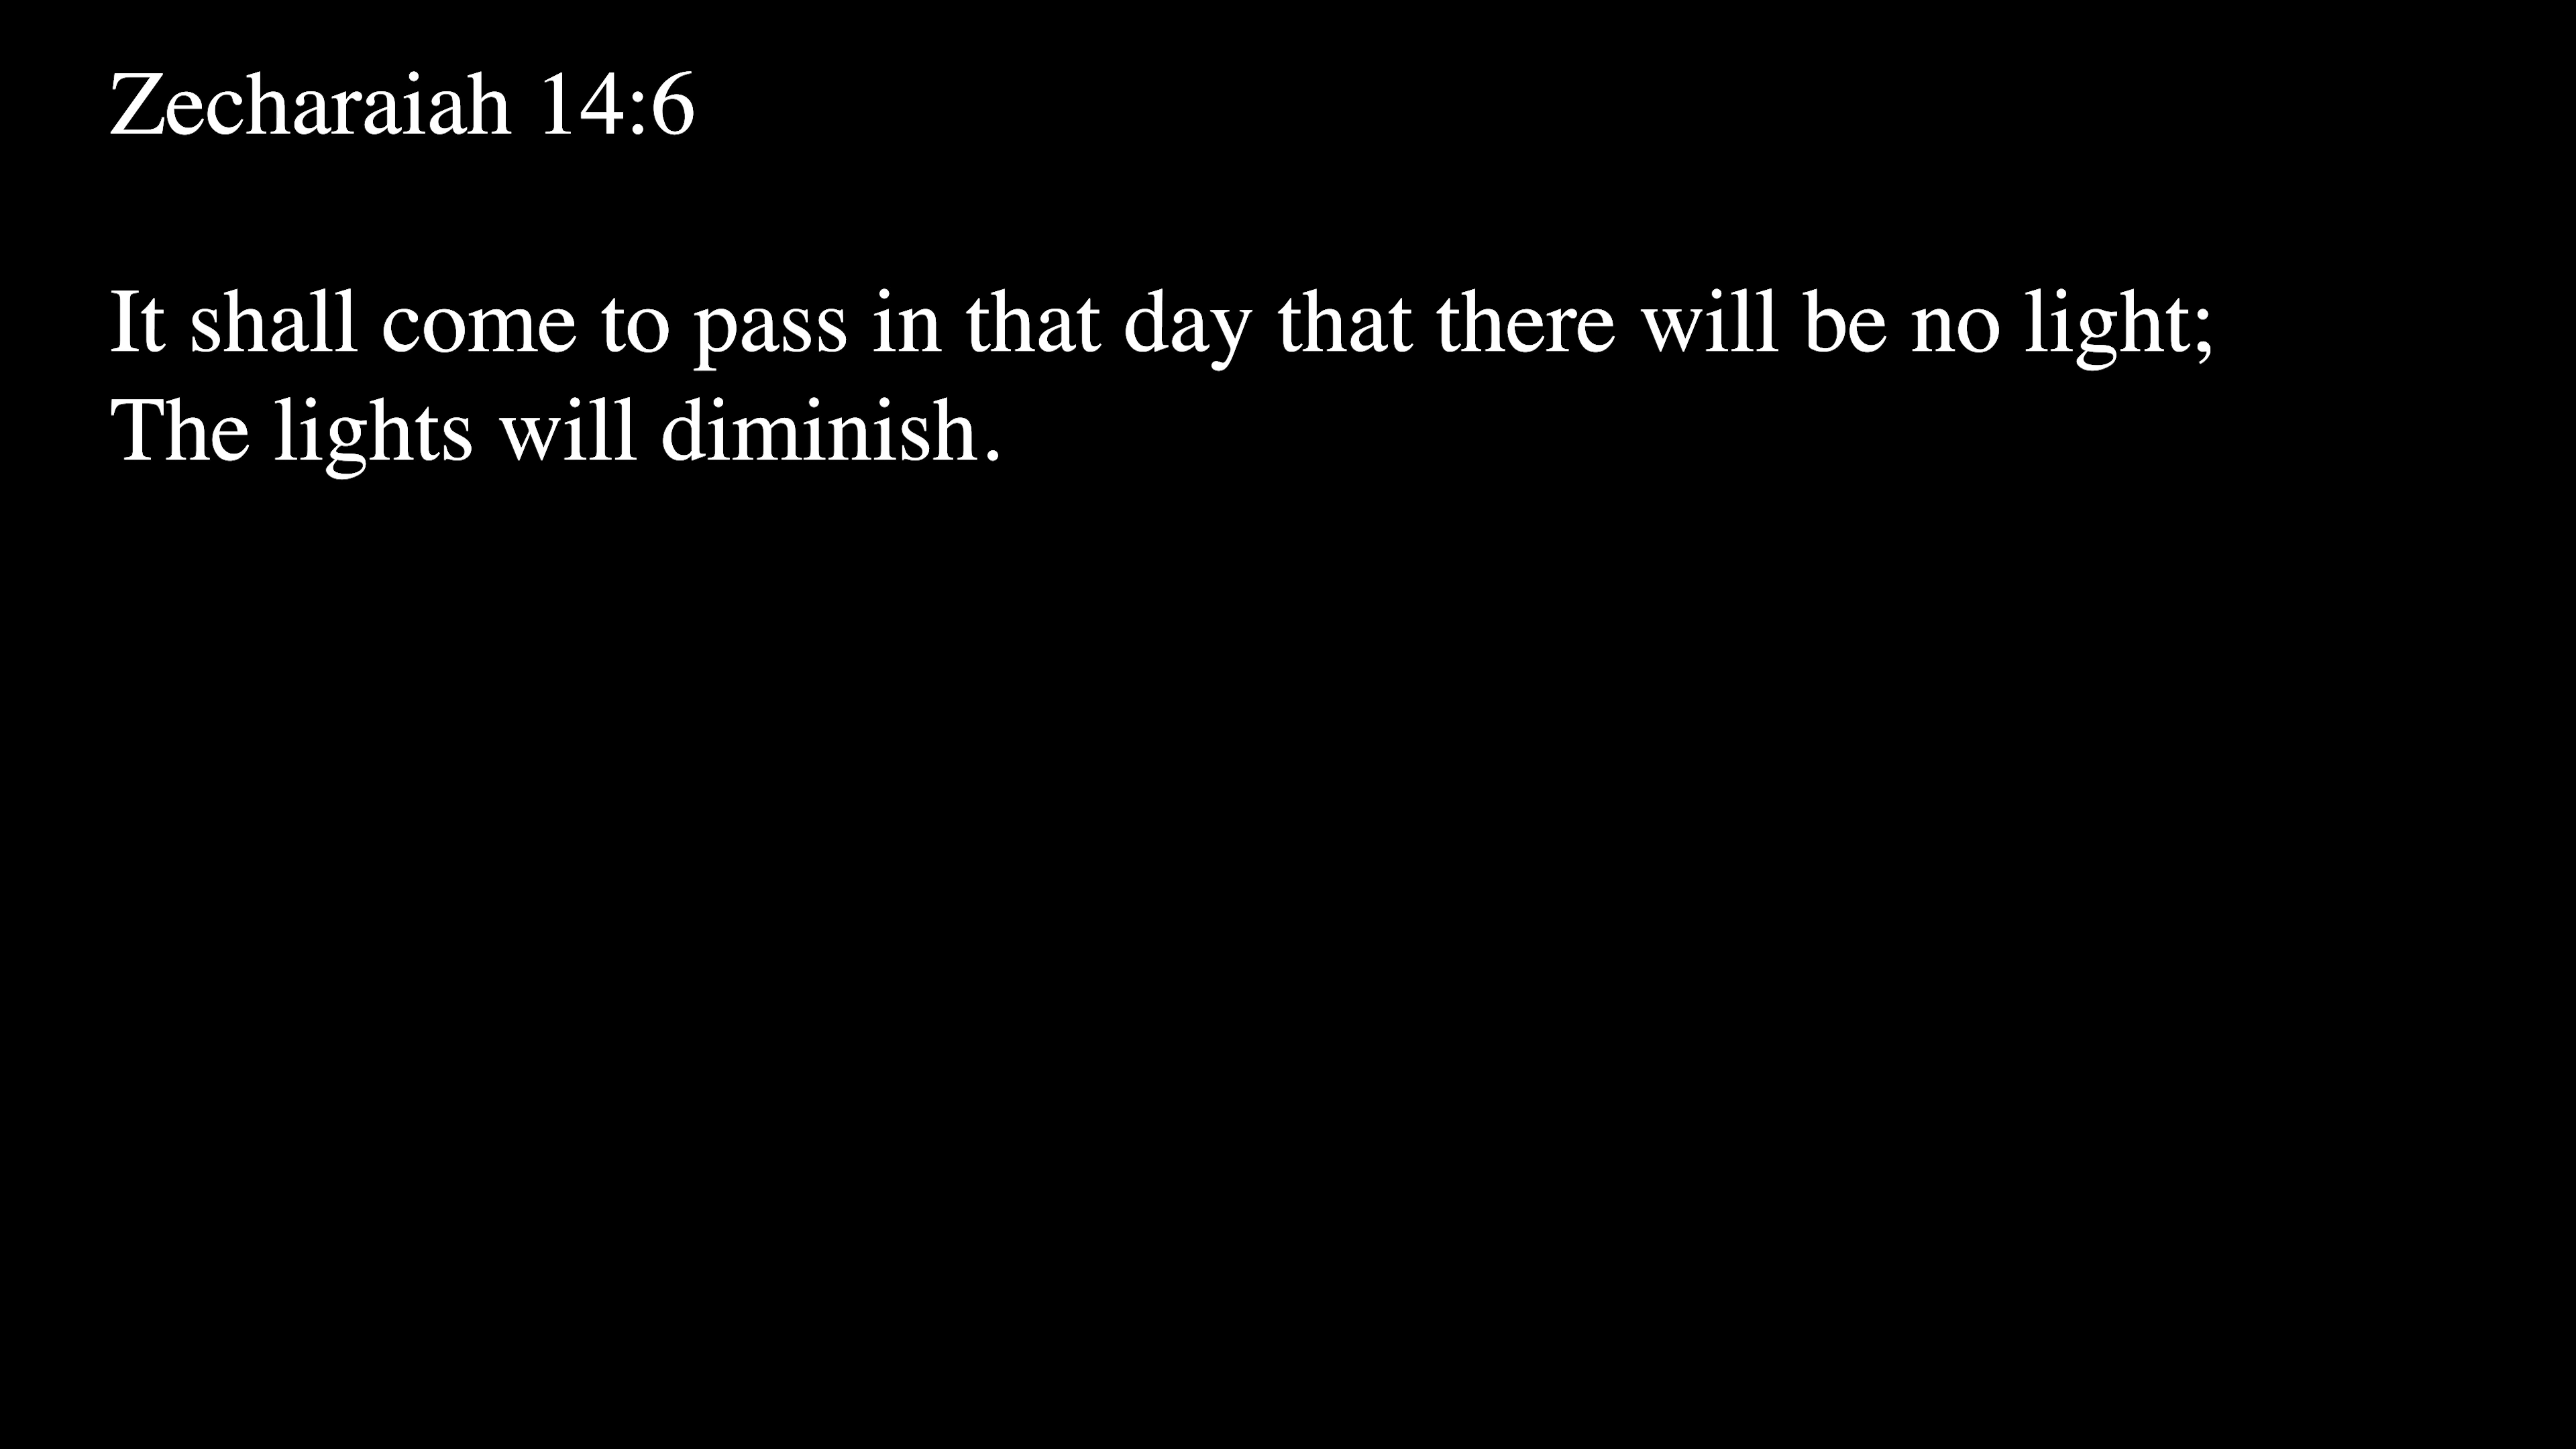 Zecharaiah 14:6
It shall come to pass in that day that there will be no light;
The lights will diminish.